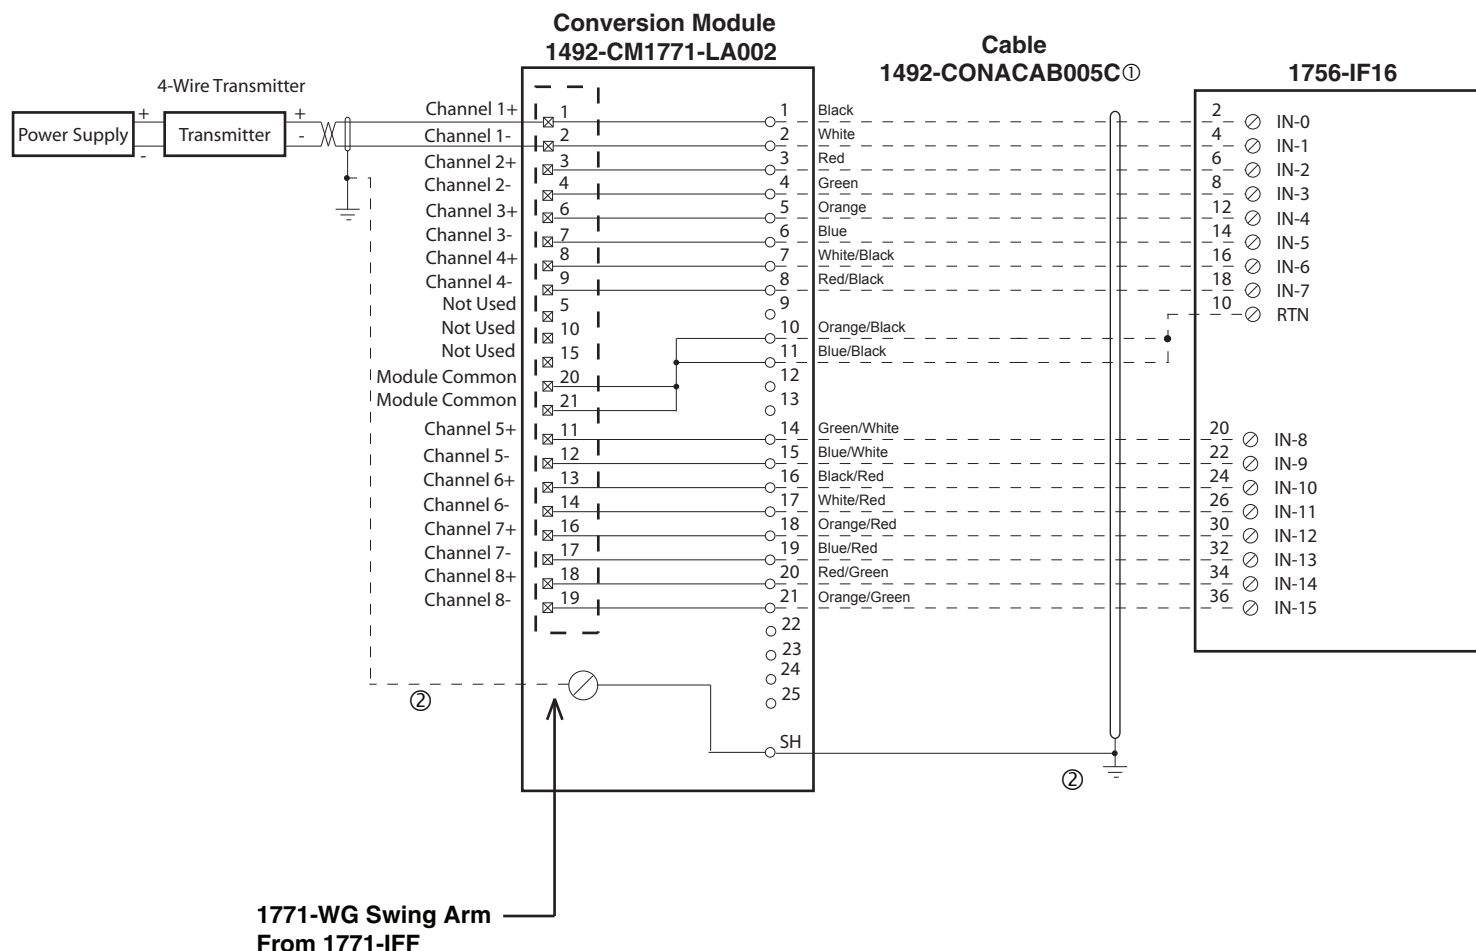 Conversion Module
1492-CM1771-LA002
Cable
1492-CONACAB005C①
1756-IF16
4-Wire Transmitter
Power Supply
+
-
Transmitter
+
-
Channel 1+ 1 1 Black 2 IN-0
Channel 1- 2 2 White 4 IN-1
Channel 2+ 3 3 Red 6 IN-2
Channel 2- 4 4 Green 8 IN-3
Channel 3+ 6 5 Orange 12 IN-4
Channel 3- 7 6 Blue 14 IN-5
Channel 4+ 8 7 White/Black 16 IN-6
Channel 4- 9 8 Red/Black 18 IN-7
Not Used 5 9 10 RTN
Not Used 10 10 Orange/Black
Not Used 15 11 Blue/Black
Module Common 20 12
Module Common 21 13
Channel 5+ 11 14 Green/White 20 IN-8
Channel 5- 12 15 Blue/White 22 IN-9
Channel 6+ 13 16 Black/Red 24 IN-10
Channel 6- 14 17 White/Red 26 IN-11
Channel 7+ 16 18 Orange/Red 30 IN-12
Channel 7- 17 19 Blue/Red 32 IN-13
Channel 8+ 18 20 Red/Green 34 IN-14
Channel 8- 19 21 Orange/Green 36 IN-15
22
23
24
25
②
SH
②
1771-WG Swing Arm
From 1771-IFF